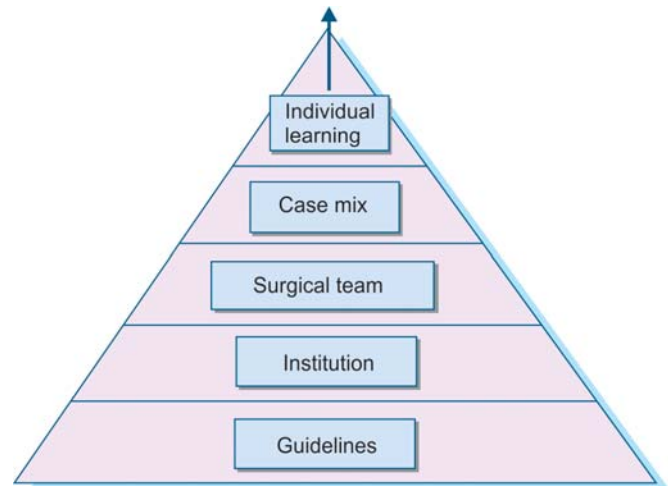 Individual
learning
Case mix
Surgical team
Institution
Guidelines